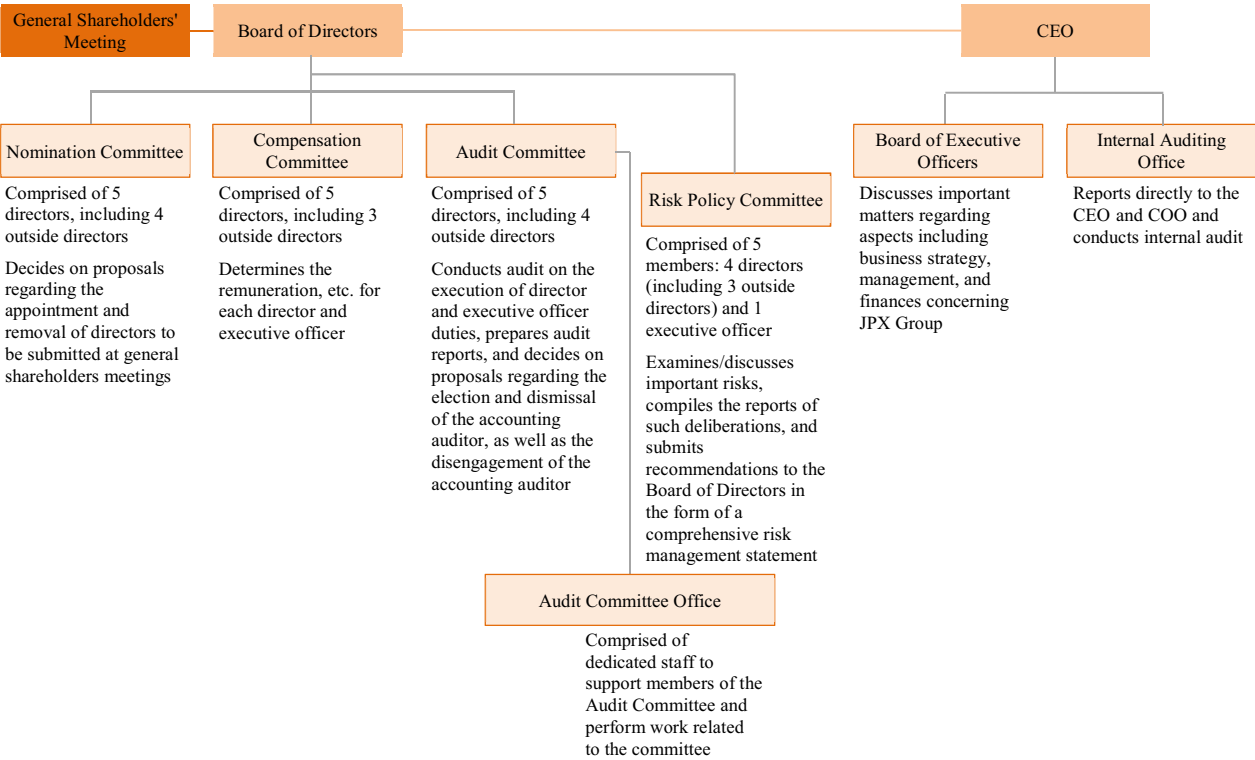 General Shareholders'
Meeting
Board of Directors
CEO
Nomination Committee
Comprised of 5
directors, including 4
outside directors
Decides on proposals
regarding the
appointment and
removal of directors to
be submitted at general
shareholders meetings
Compensation
Committee
Comprised of 5
directors, including 3
outside directors
Determines the
remuneration, etc. for
each director and
executive officer
Audit Committee
Comprised of 5
directors, including 4
outside directors
Conducts audit on the
execution of director
and executive officer
duties, prepares audit
reports, and decides on
proposals regarding the
election and dismissal
of the accounting
auditor, as well as the
disengagement of the
accounting auditor
Risk Policy Committee
Comprised of 5
members: 4 directors
(including 3 outside
directors) and 1
executive officer
Examines/discusses
important risks,
compiles the reports of
such deliberations, and
submits
recommendations to the
Board of Directors in
the form of a
comprehensive risk
management statement
Board of Executive
Officers
Discusses important
matters regarding
aspects including
business strategy,
management, and
finances concerning
JPX Group
Internal Auditing
Office
Reports directly to the
CEO and COO and
conducts internal audit
Audit Committee Office
Comprised of
dedicated staff to
support members of the
Audit Committee and
perform work related
to the committee